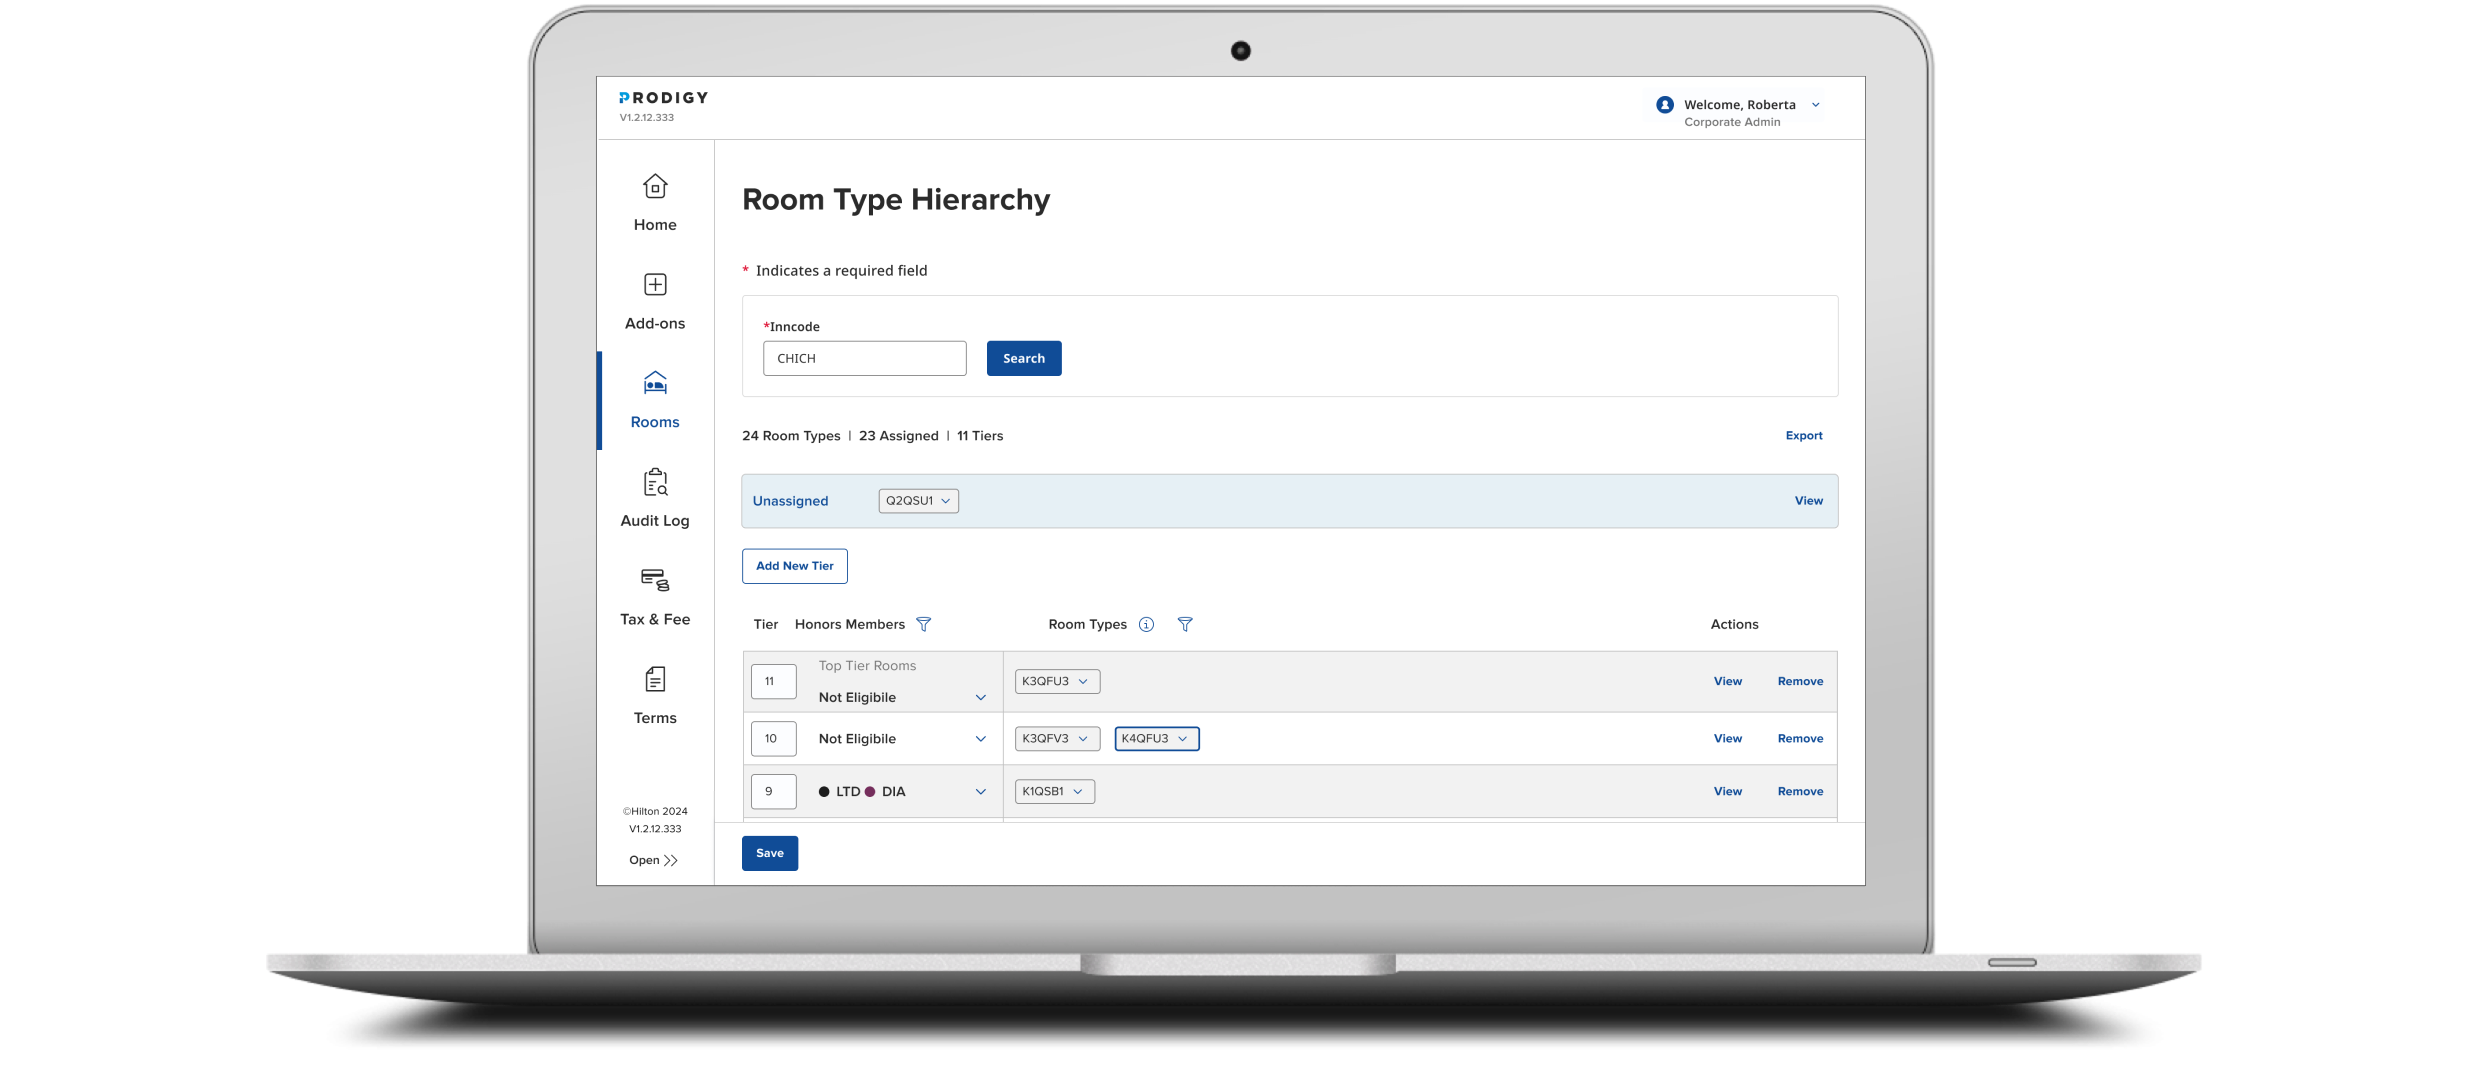 PRODIGY
V1.2.12.333
Welcome, Roberta
Corporate Admin
Home
Add-ons
Rooms
Audit Log
Tax & Fee
Terms
©Hilton 2024
V1.2.12.333
Open
Room Type Hierarchy
* Indicates a required field
*Inncode
CHICH
Search
24 Room Types | 23 Assigned | 11 Tiers
Export
Unassigned Q2QSU1 View
Add New Tier
Tier Honors Members Room Types Actions
Top Tier Rooms
11 Not Eligibile K3QFU3 View Remove
10 Not Eligibile K3QFV3 K4QFU3 View Remove
9 LTD DIA K1QSB1 View Remove
Save